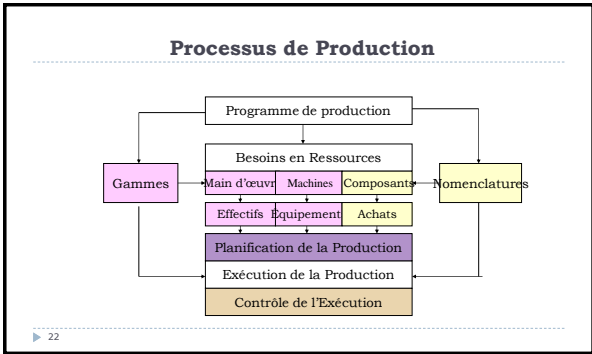 Processus de Production
Programme de production
Besoins en Ressources
Gammes
Main d'œuvr
Machines
Composants
Nomenclatures
Effectifs
Equipement
Achats
Planification de la Production
Exécution de la Production
Contrôle de l'Exécution
22